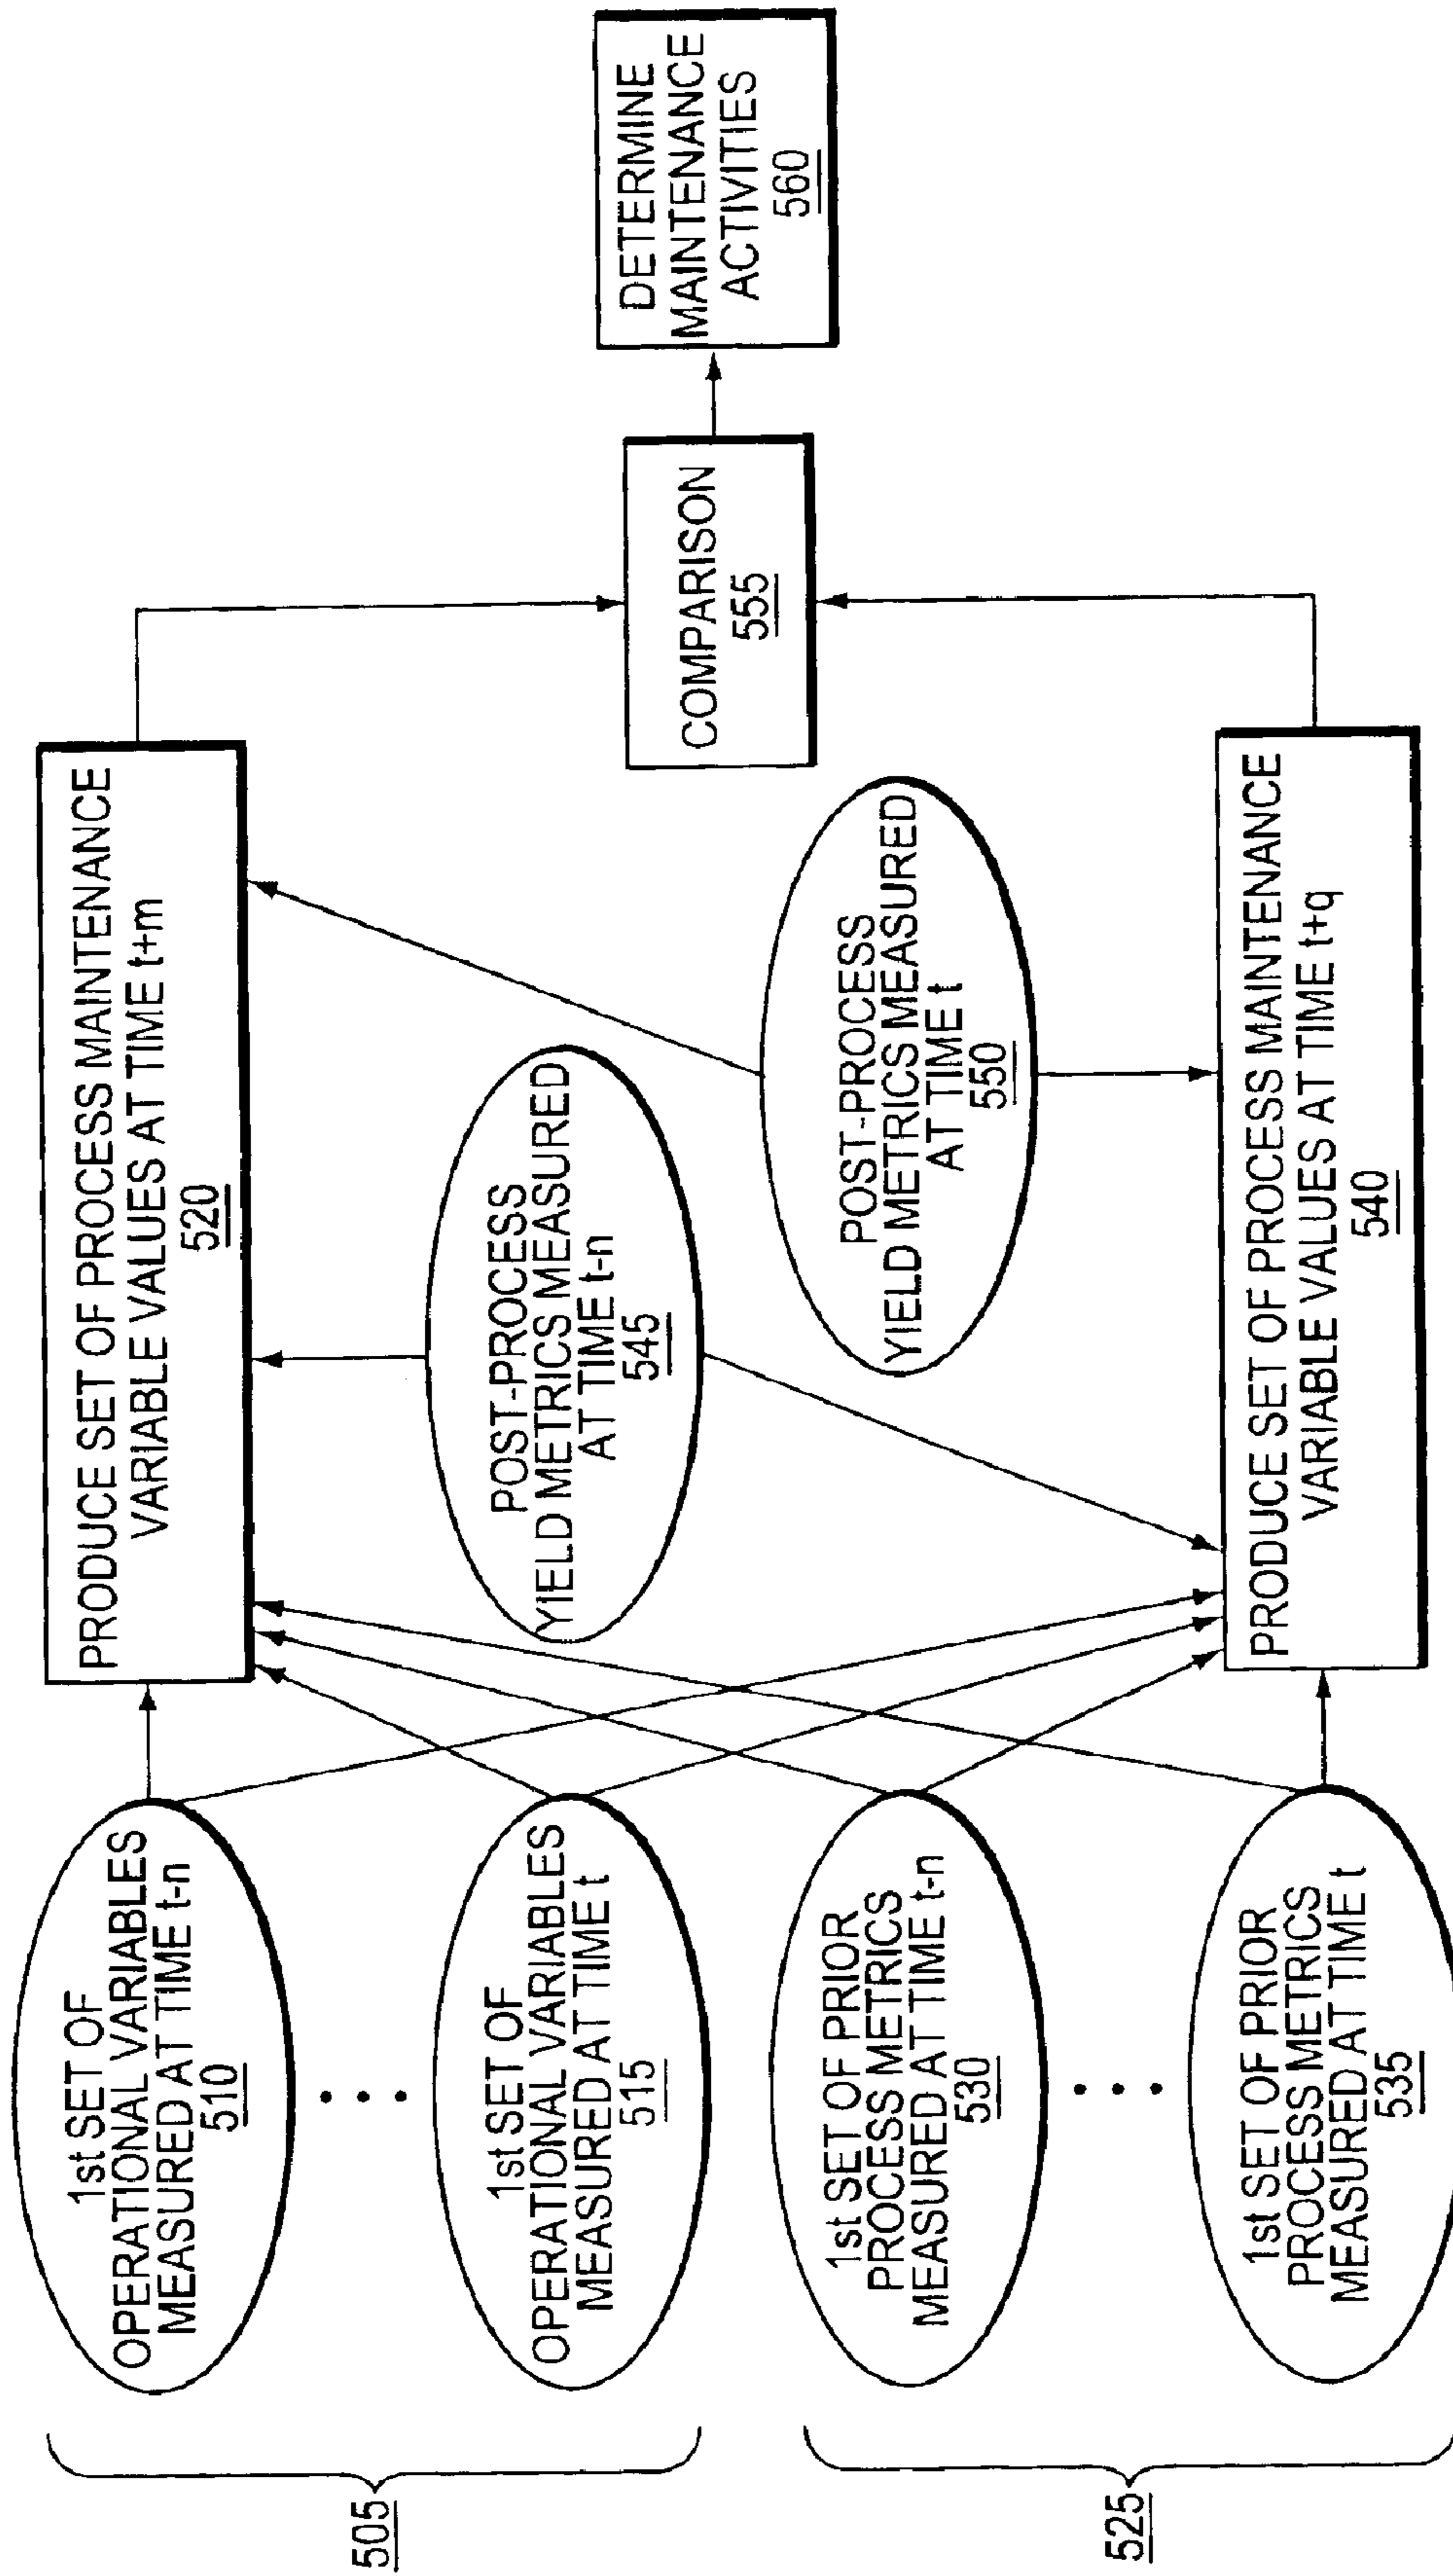 505
1st SET OF
OPERATIONAL VARIABLES
MEASURED AT TIME t-n
510
1st SET OF
OPERATIONAL VARIABLES
MEASURED AT TIME t
515
525
1st SET OF PRIOR
PROCESS METRICS
MEASURED AT TIME t-n
530
1st SET OF PRIOR
PROCESS METRICS
MEASURED AT TIME t
535
PRODUCE SET OF PROCESS MAINTENANCE
VARIABLE VALUES AT TIME t+m
520
POST-PROCESS
YIELD METRICS MEASURED
AT TIME t-n
545
POST-PROCESS
YIELD METRICS MEASURED
AT TIME t
550
PRODUCE SET OF PROCESS MAINTENANCE
VARIABLE VALUES AT TIME t+q
540
COMPARISON
555
DETERMINE
MAINTENANCE
ACTIVITIES
560